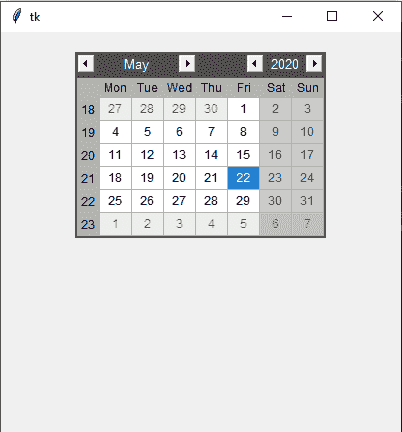 tk
May 2020
Mon Tue Wed Thu Fri Sat Sun
18 27 28 29 30 1 2 3
19 4 5 6 7 8 9 10
20 11 12 13 14 15 16 17
21 18 19 20 21 22 23 24
22 25 26 27 28 29 30 31
23 1 2 3 4 5 6 7